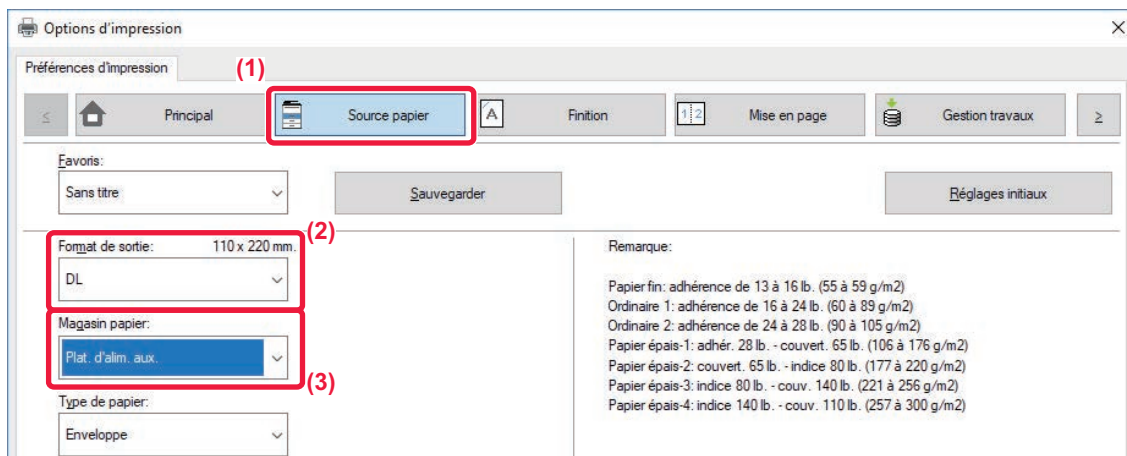 Options d'impression
Préférences d'impression
(1)
≤
Principal
Source papier
A
Finition
1 2
Mise en page
Gestion travaux
≥
Favoris:
Sans titre
Sauvegarder
Réglages initiaux
Format de sortie: 110 x 220 mm.
(2)
DL
Magasin papier:
Plat. d'alim. aux.
(3)
Type de papier:
Enveloppe
Remarque:
Papier fin: adhérence de 13 à 16 lb. (55 à 59 g/m2)
Ordinaire 1: adhérence de 16 à 24 lb. (60 à 89 g/m2)
Ordinaire 2: adhérence de 24 à 28 lb. (90 à 105 g/m2)
Papier épais-1: adhér. 28 lb. - couvert. 65 lb. (106 à 176 g/m2)
Papier épais-2: couvert. 65 lb. - indice 80 lb. (177 à 220 g/m2)
Papier épais-3: indice 80 lb. - couv. 140 lb. (221 à 256 g/m2)
Papier épais-4: indice 140 lb. - couv. 110 lb. (257 à 300 g/m2)